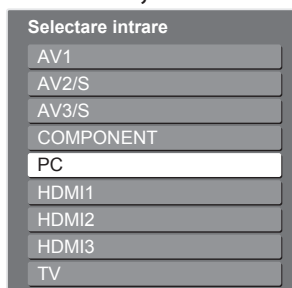 Selectare intrare
AV1
AV2/S
AV3/S
COMPONENT
PC
HDMI1
HDMI2
HDMI3
TV